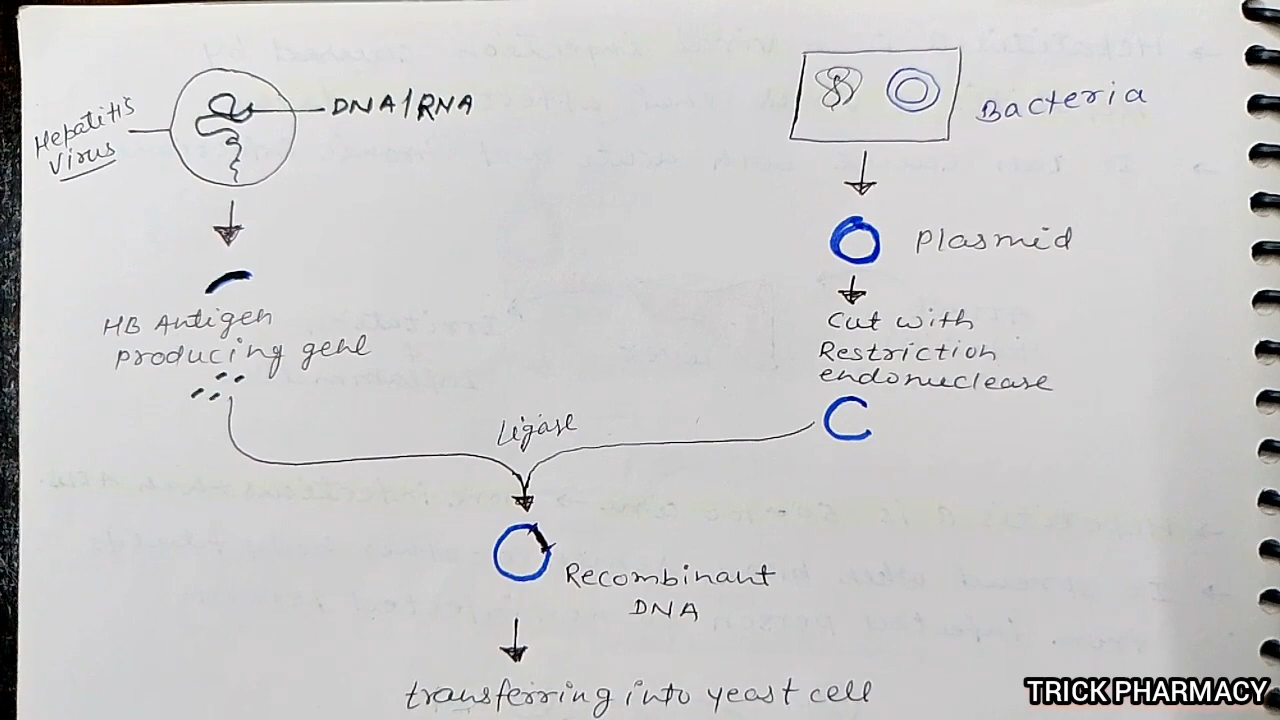 Hepatitis
Virus
DNA/RNA
HB Antigen
producing gene
Bacteria
Plasmid
Cut with
Restriction
endonuclease
Ligase
Recombinant
DNA
transferring into yeast cell
TRICK PHARMACY